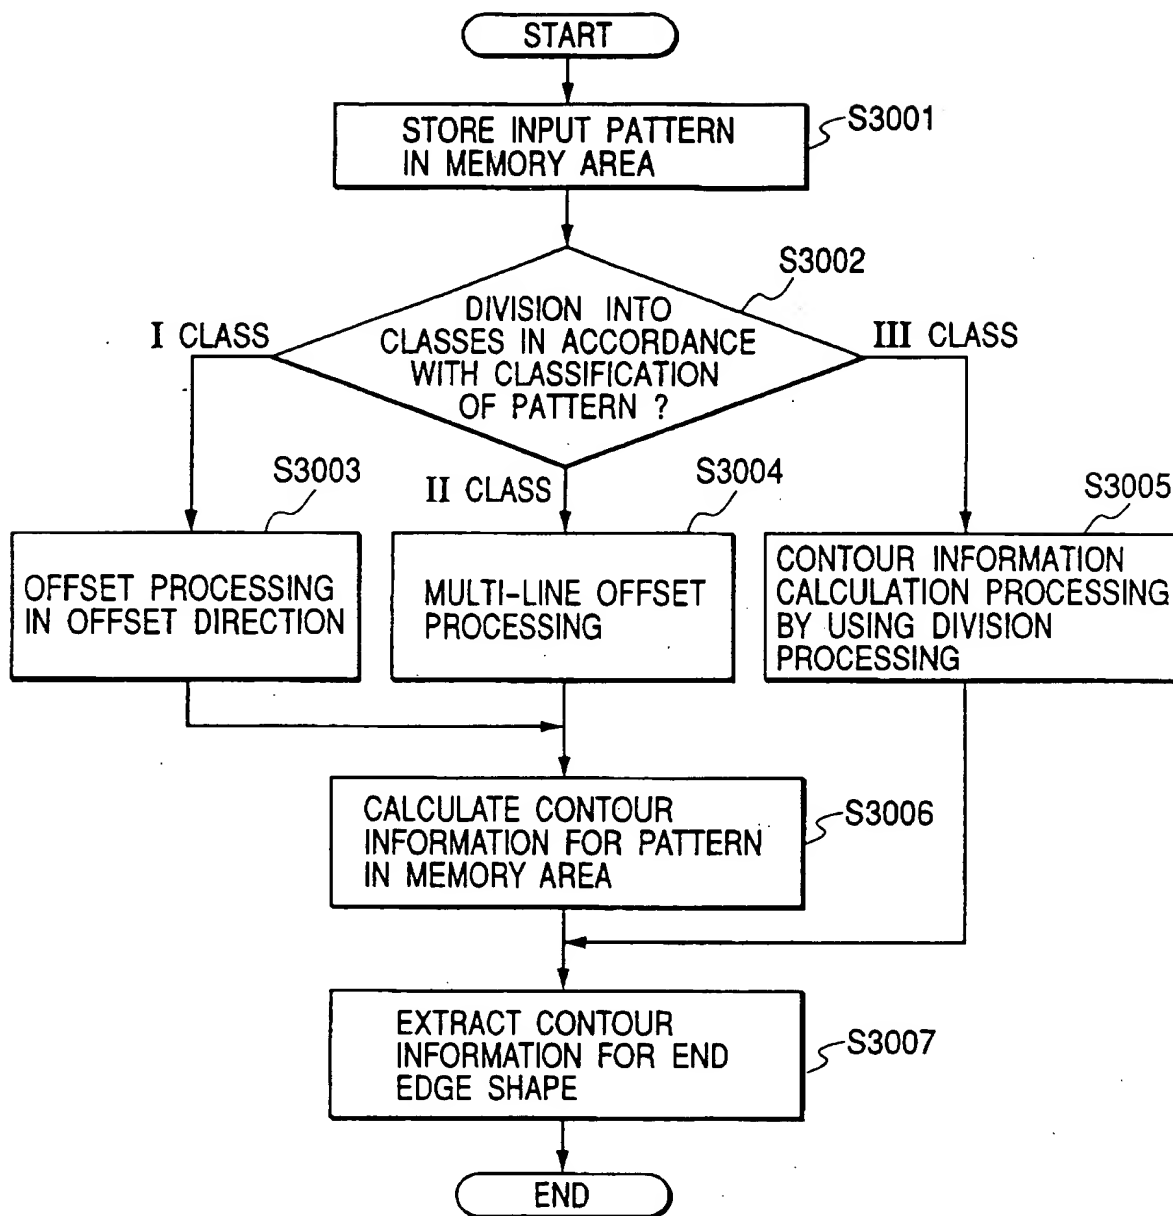 START
STORE INPUT PATTERN
IN MEMORY AREA
S3001
DIVISION INTO
CLASSES IN ACCORDANCE
WITH CLASSIFICATION
OF PATTERN ?
S3002
I CLASS
III CLASS
II CLASS
S3003
OFFSET PROCESSING
IN OFFSET DIRECTION
S3004
MULTI-LINE OFFSET
PROCESSING
S3005
CONTOUR INFORMATION
CALCULATION PROCESSING
BY USING DIVISION
PROCESSING
CALCULATE CONTOUR
INFORMATION FOR PATTERN
IN MEMORY AREA
S3006
EXTRACT CONTOUR
INFORMATION FOR END
EDGE SHAPE
S3007
END